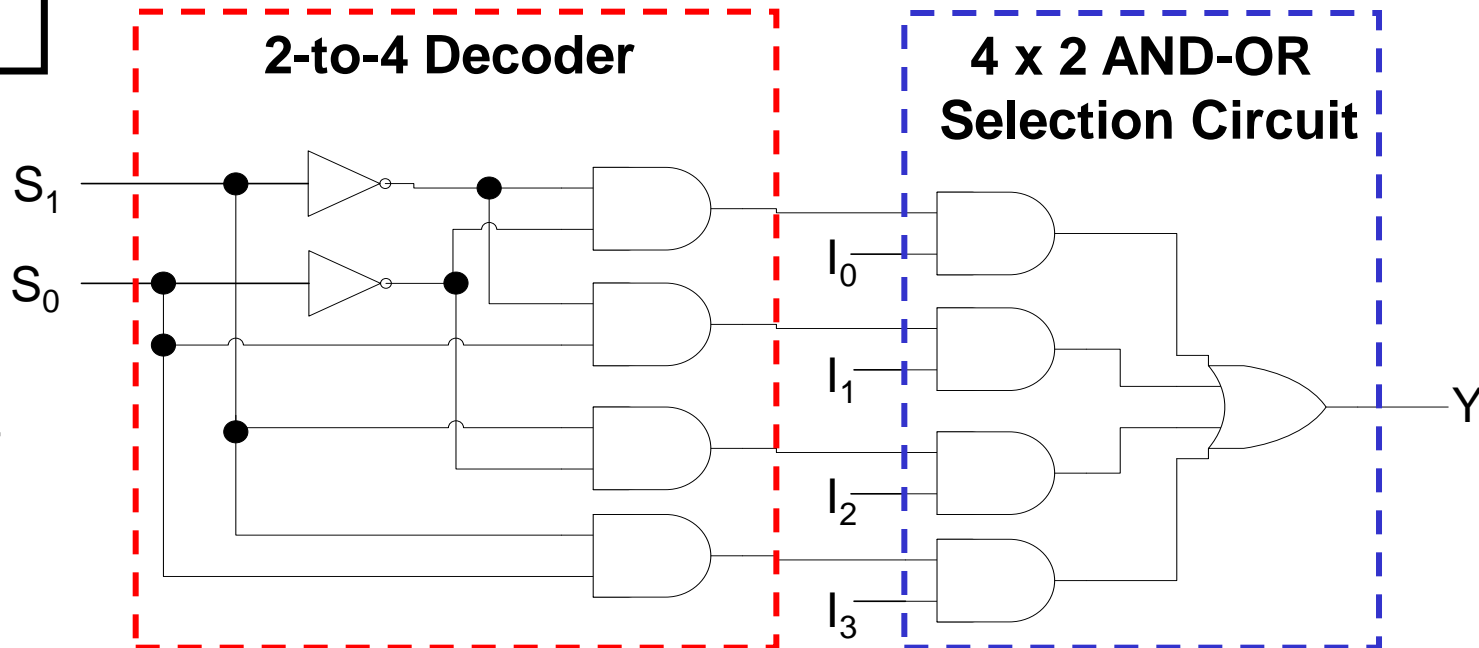 2-to-4 Decoder
4 x 2 AND-OR
Selection Circuit
S₁
S₀
I₀
I₁
I₂
I₃
Y